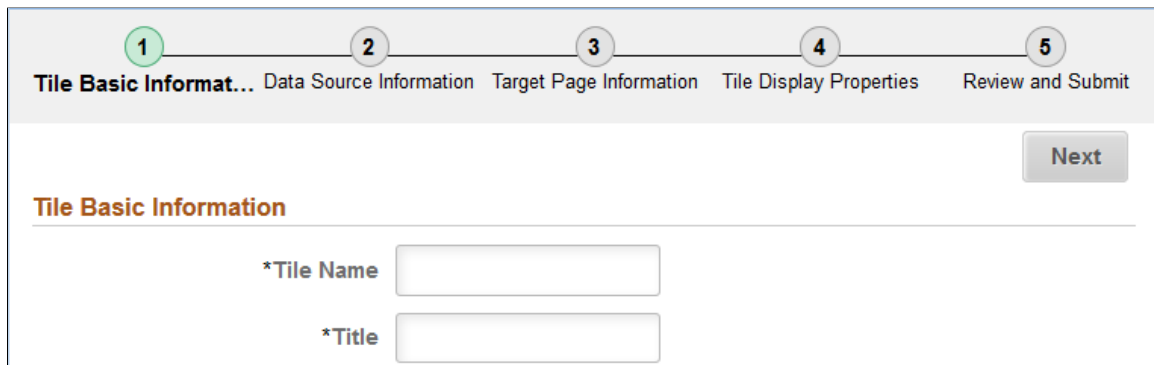 1 2 3 4 5
Tile Basic Informat... Data Source Information Target Page Information Tile Display Properties Review and Submit
Next
Tile Basic Information
*Tile Name
*Title